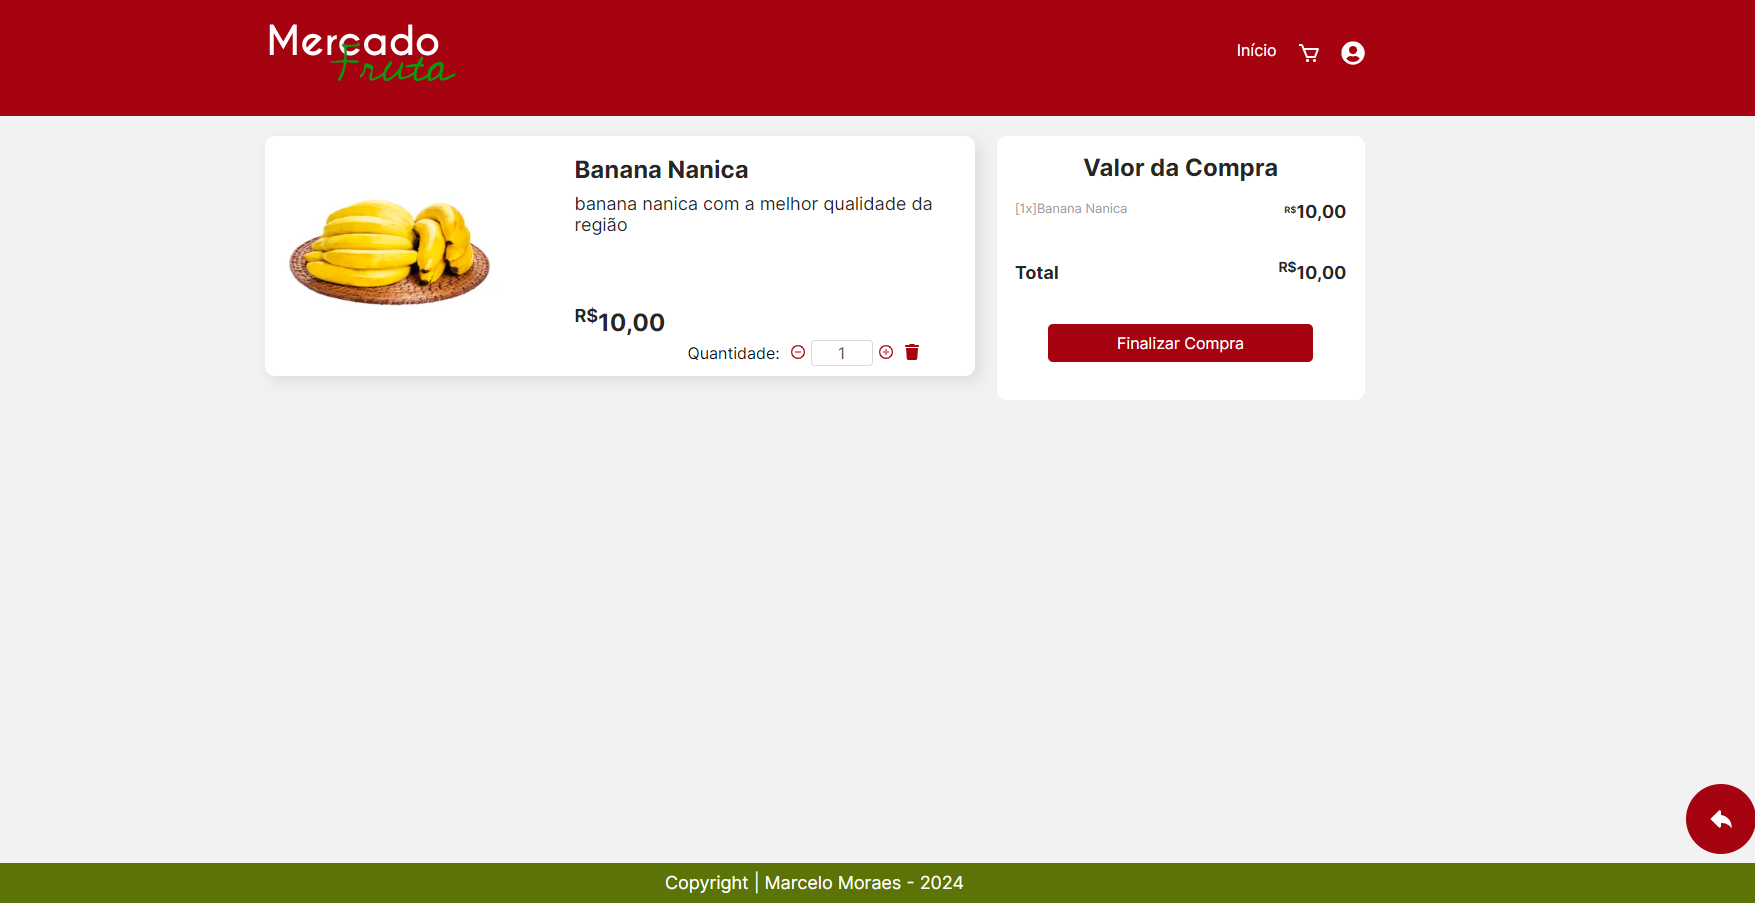 Mercado
Fruta
Início
Banana Nanica
banana nanica com a melhor qualidade da
região
R$10,00
Quantidade: 1
Valor da Compra
[1x]Banana Nanica R$10,00
Total R$10,00
Finalizar Compra
Copyright | Marcelo Moraes - 2024